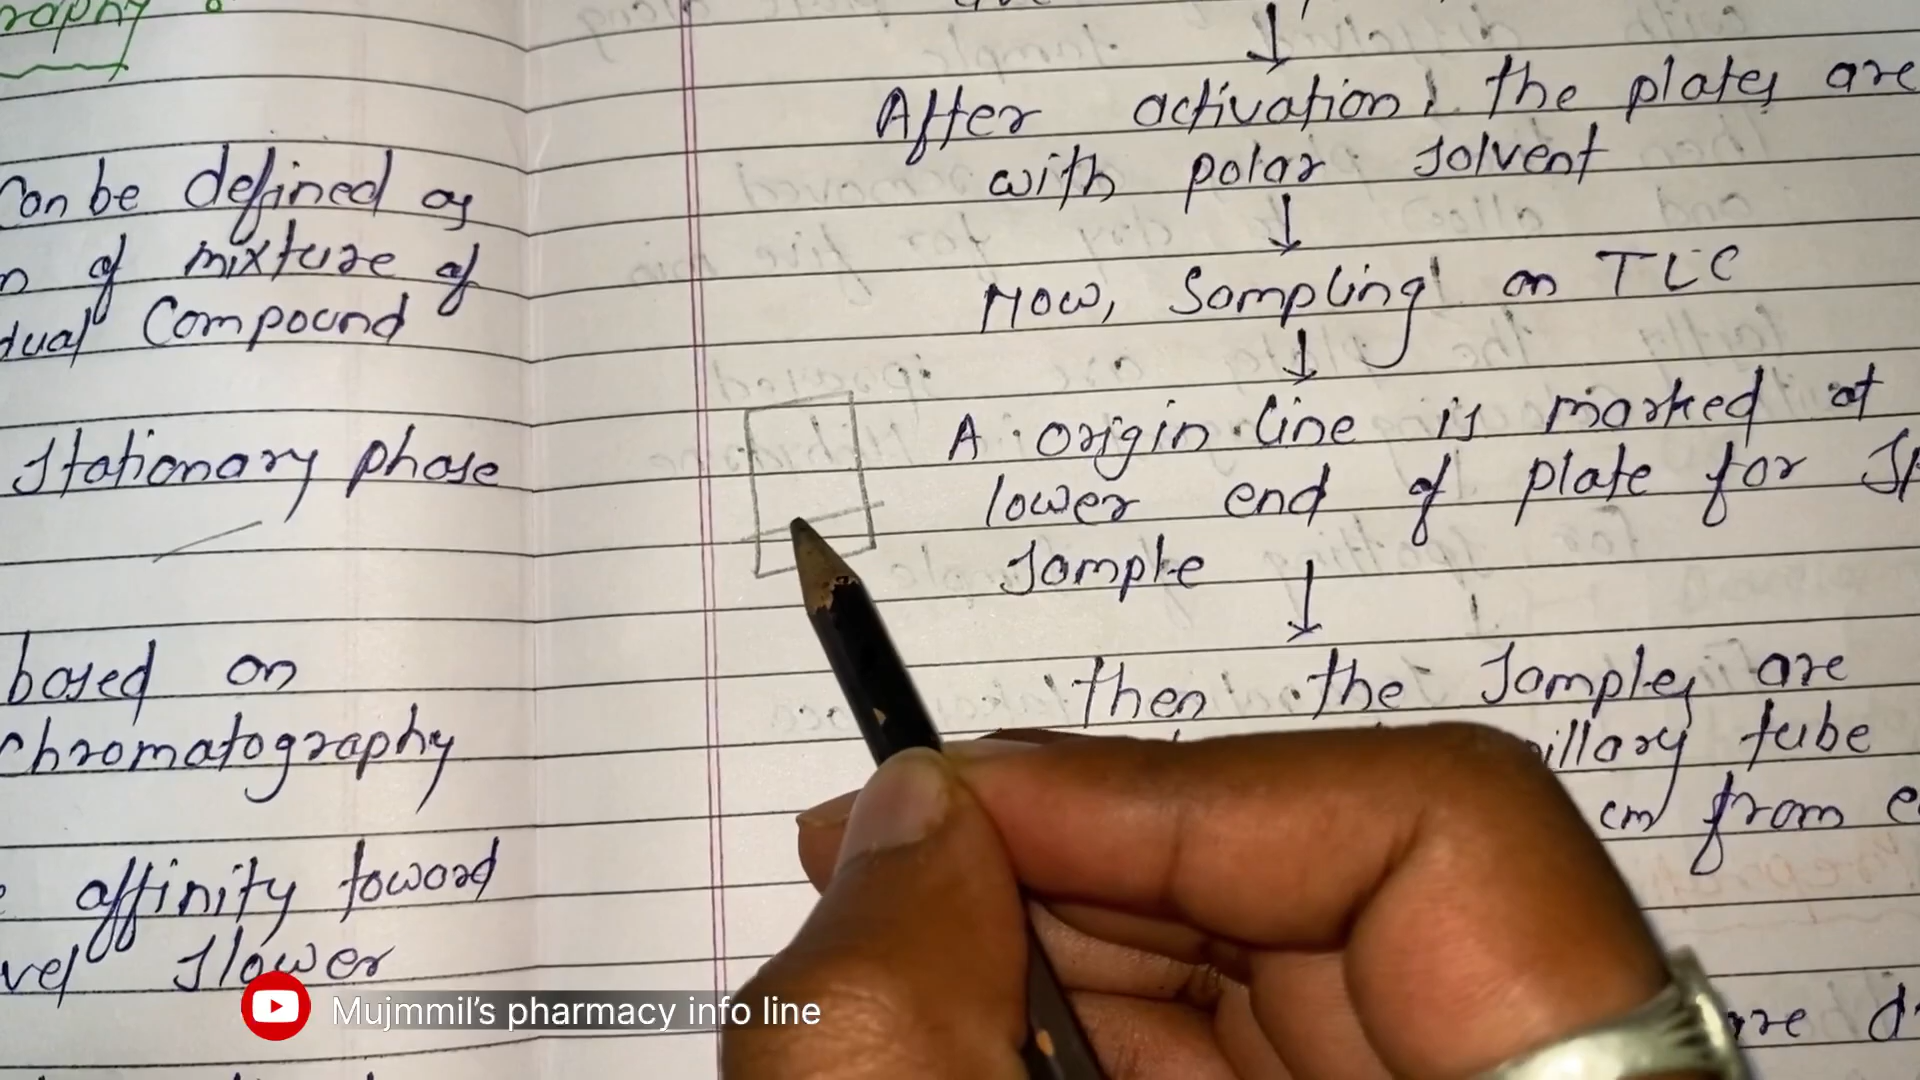 can be defined as
of mixture of
dual Compound
Stationary phase
based on
chromatography
affinity toward
slower
After activation, the plates are
with polar solvent
Now, Sampling on TLC
A origin line is marked at
lower end of plate for
Sample
then the Samples are
tube
cm from
Mujmmil's pharmacy info line